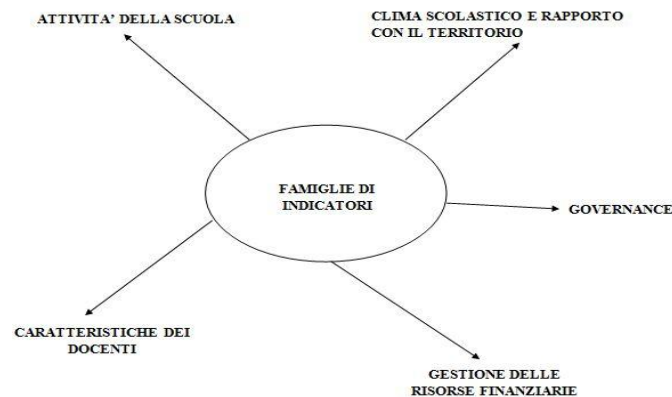 ATTIVITA' DELLA SCUOLA
CLIMA SCOLASTICO E RAPPORTO
CON IL TERRITORIO
FAMIGLIE DI
INDICATORI
GOVERNANCE
CARATTERISTICHE DEI
DOCENTI
GESTIONE DELLE
RISORSE FINANZIARIE